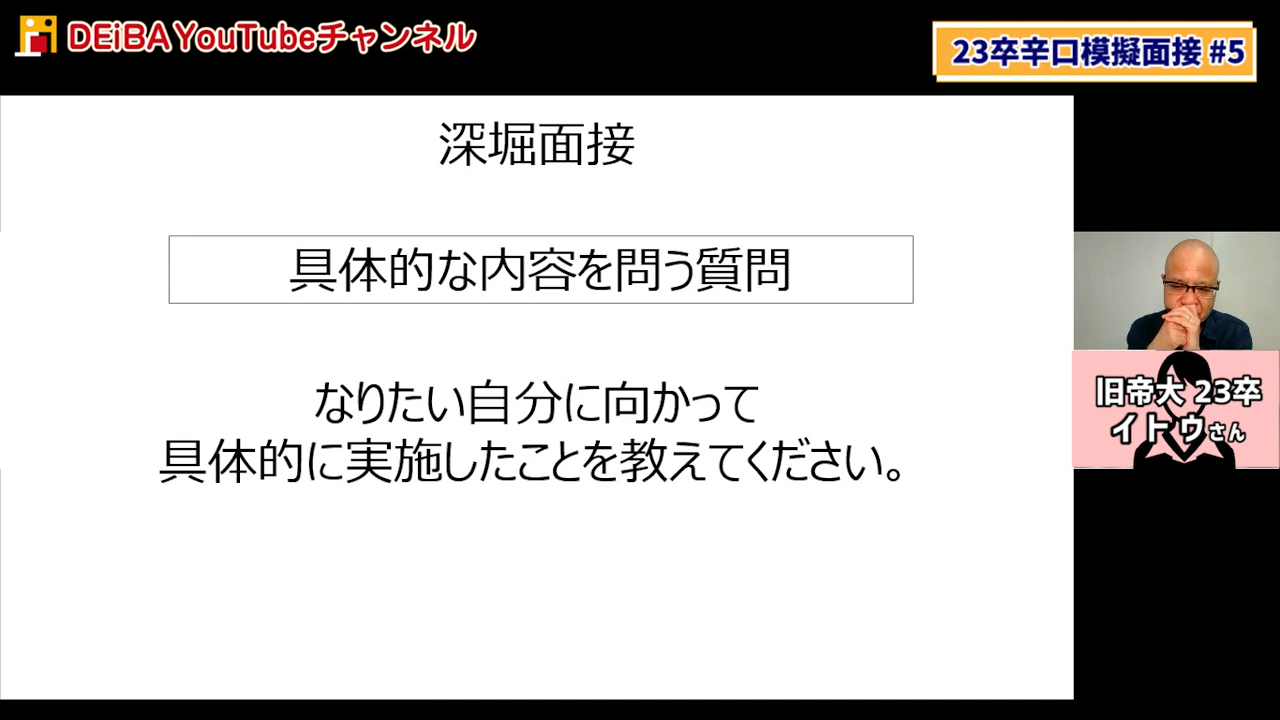 DEiBA YouTubeチャンネル
23卒辛口模擬面接 #5
深堀面接
具体的な内容を問う質問
なりたい自分に向かって
具体的に実施したことを教えてください。
旧帝大 23卒
イトウさん